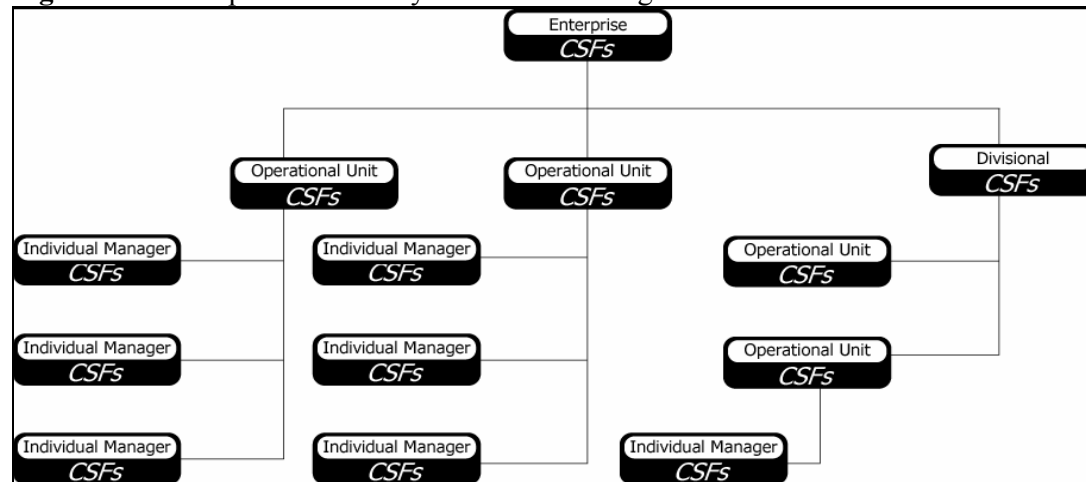 Enterprise
CSFs
Operational Unit
CSFs
Operational Unit
CSFs
Divisional
CSFs
Individual Manager
CSFs
Individual Manager
CSFs
Operational Unit
CSFs
Individual Manager
CSFs
Individual Manager
CSFs
Operational Unit
CSFs
Individual Manager
CSFs
Individual Manager
CSFs
Individual Manager
CSFs